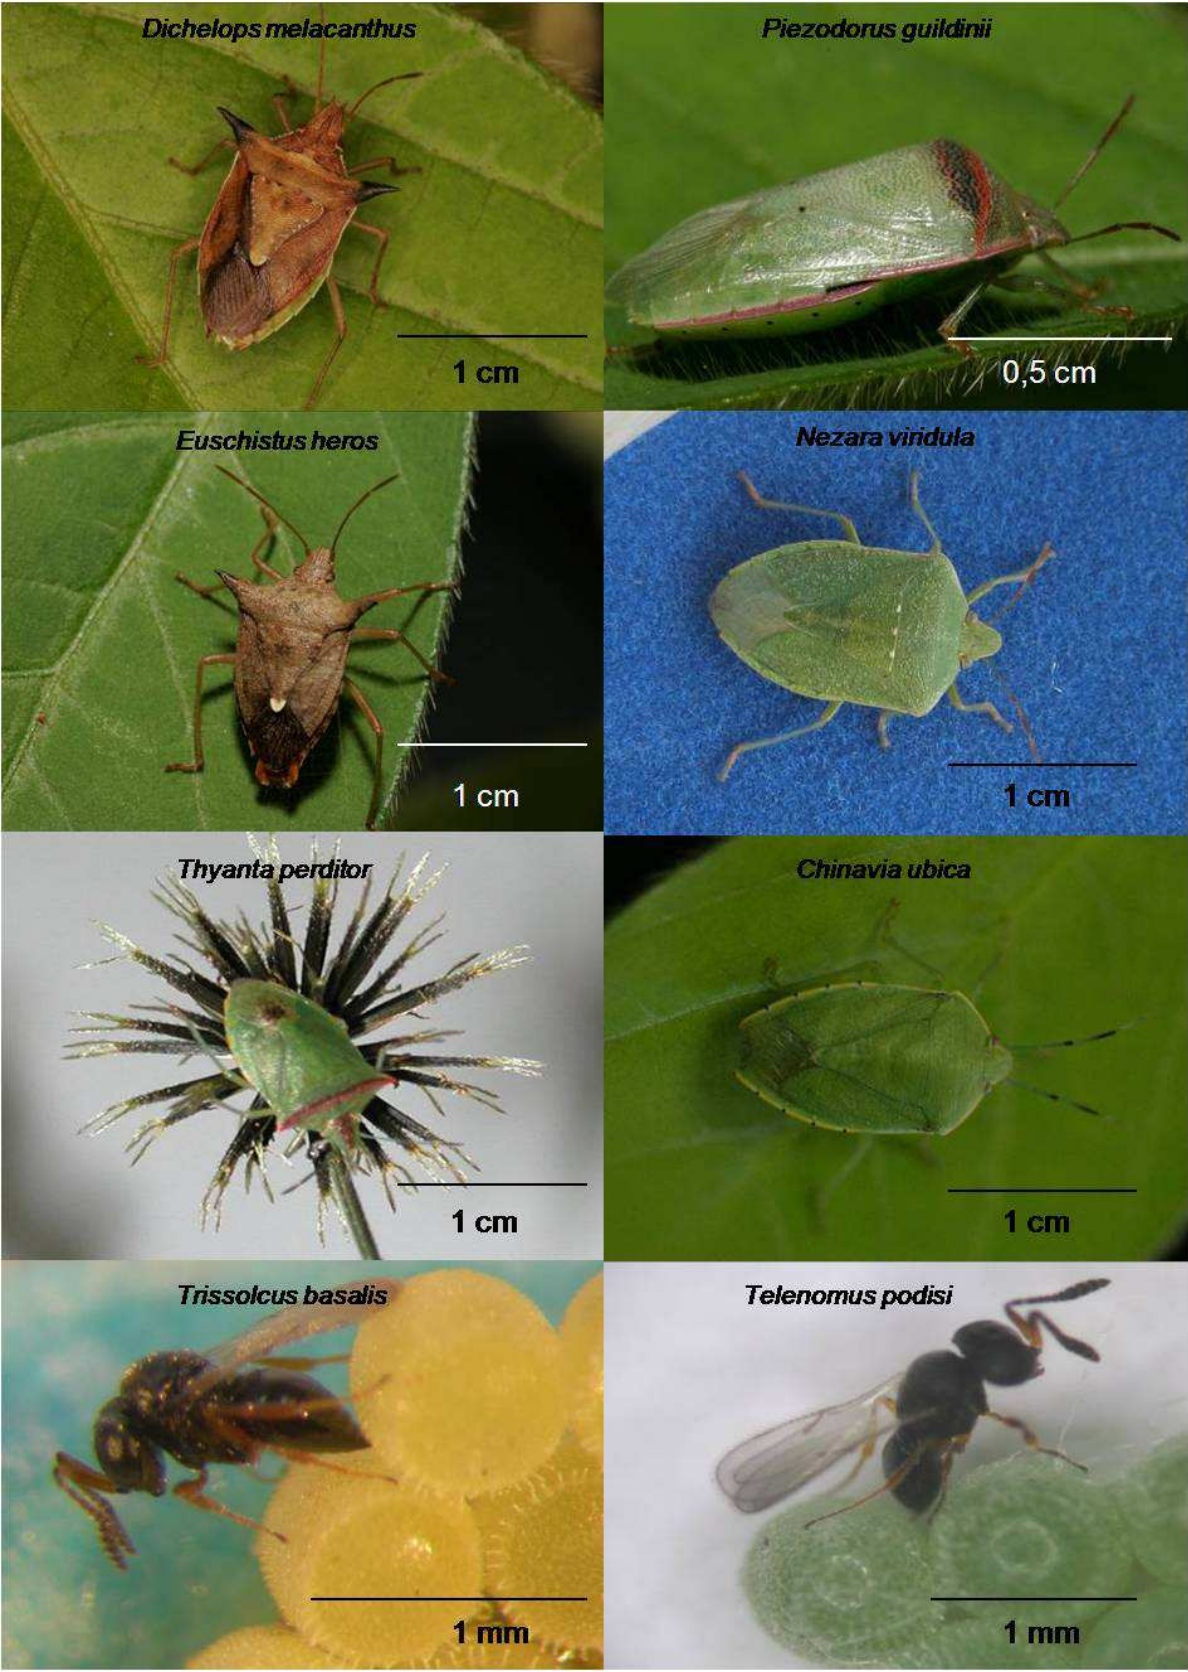 Dichelops melacanthus
Piezodorus guildinii
1 cm
0,5 cm
Euschistus heros
Nezara viridula
1 cm
1 cm
Thyanta perditor
Chinavia ubica
1 cm
1 cm
Trissolcus basalis
Telenomus podisi
1 mm
1 mm